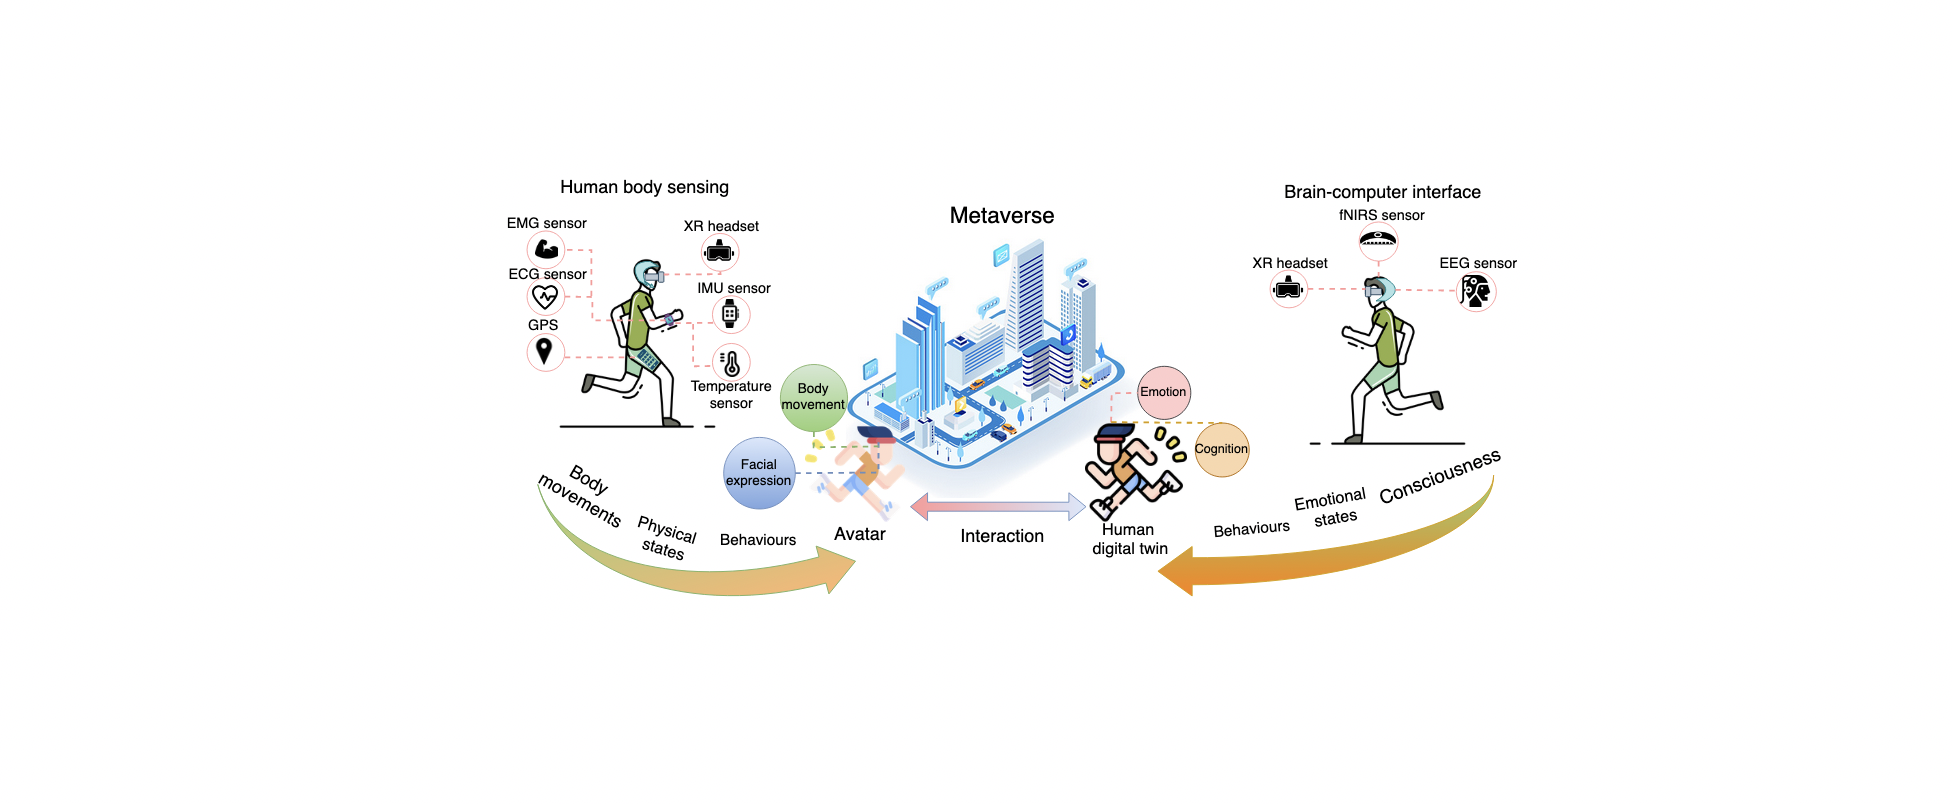 Human body sensing
EMG sensor
XR headset
ECG sensor
IMU sensor
GPS
Temperature
sensor
Metaverse
Brain-computer interface
fNIRS sensor
XR headset
EEG sensor
Body
movement
Facial
expression
Emotion
Cognition
Body
movements
Physical
states
Behaviours
Avatar
Interaction
Human
digital twin
Behaviours
Emotional
states
Consciousness